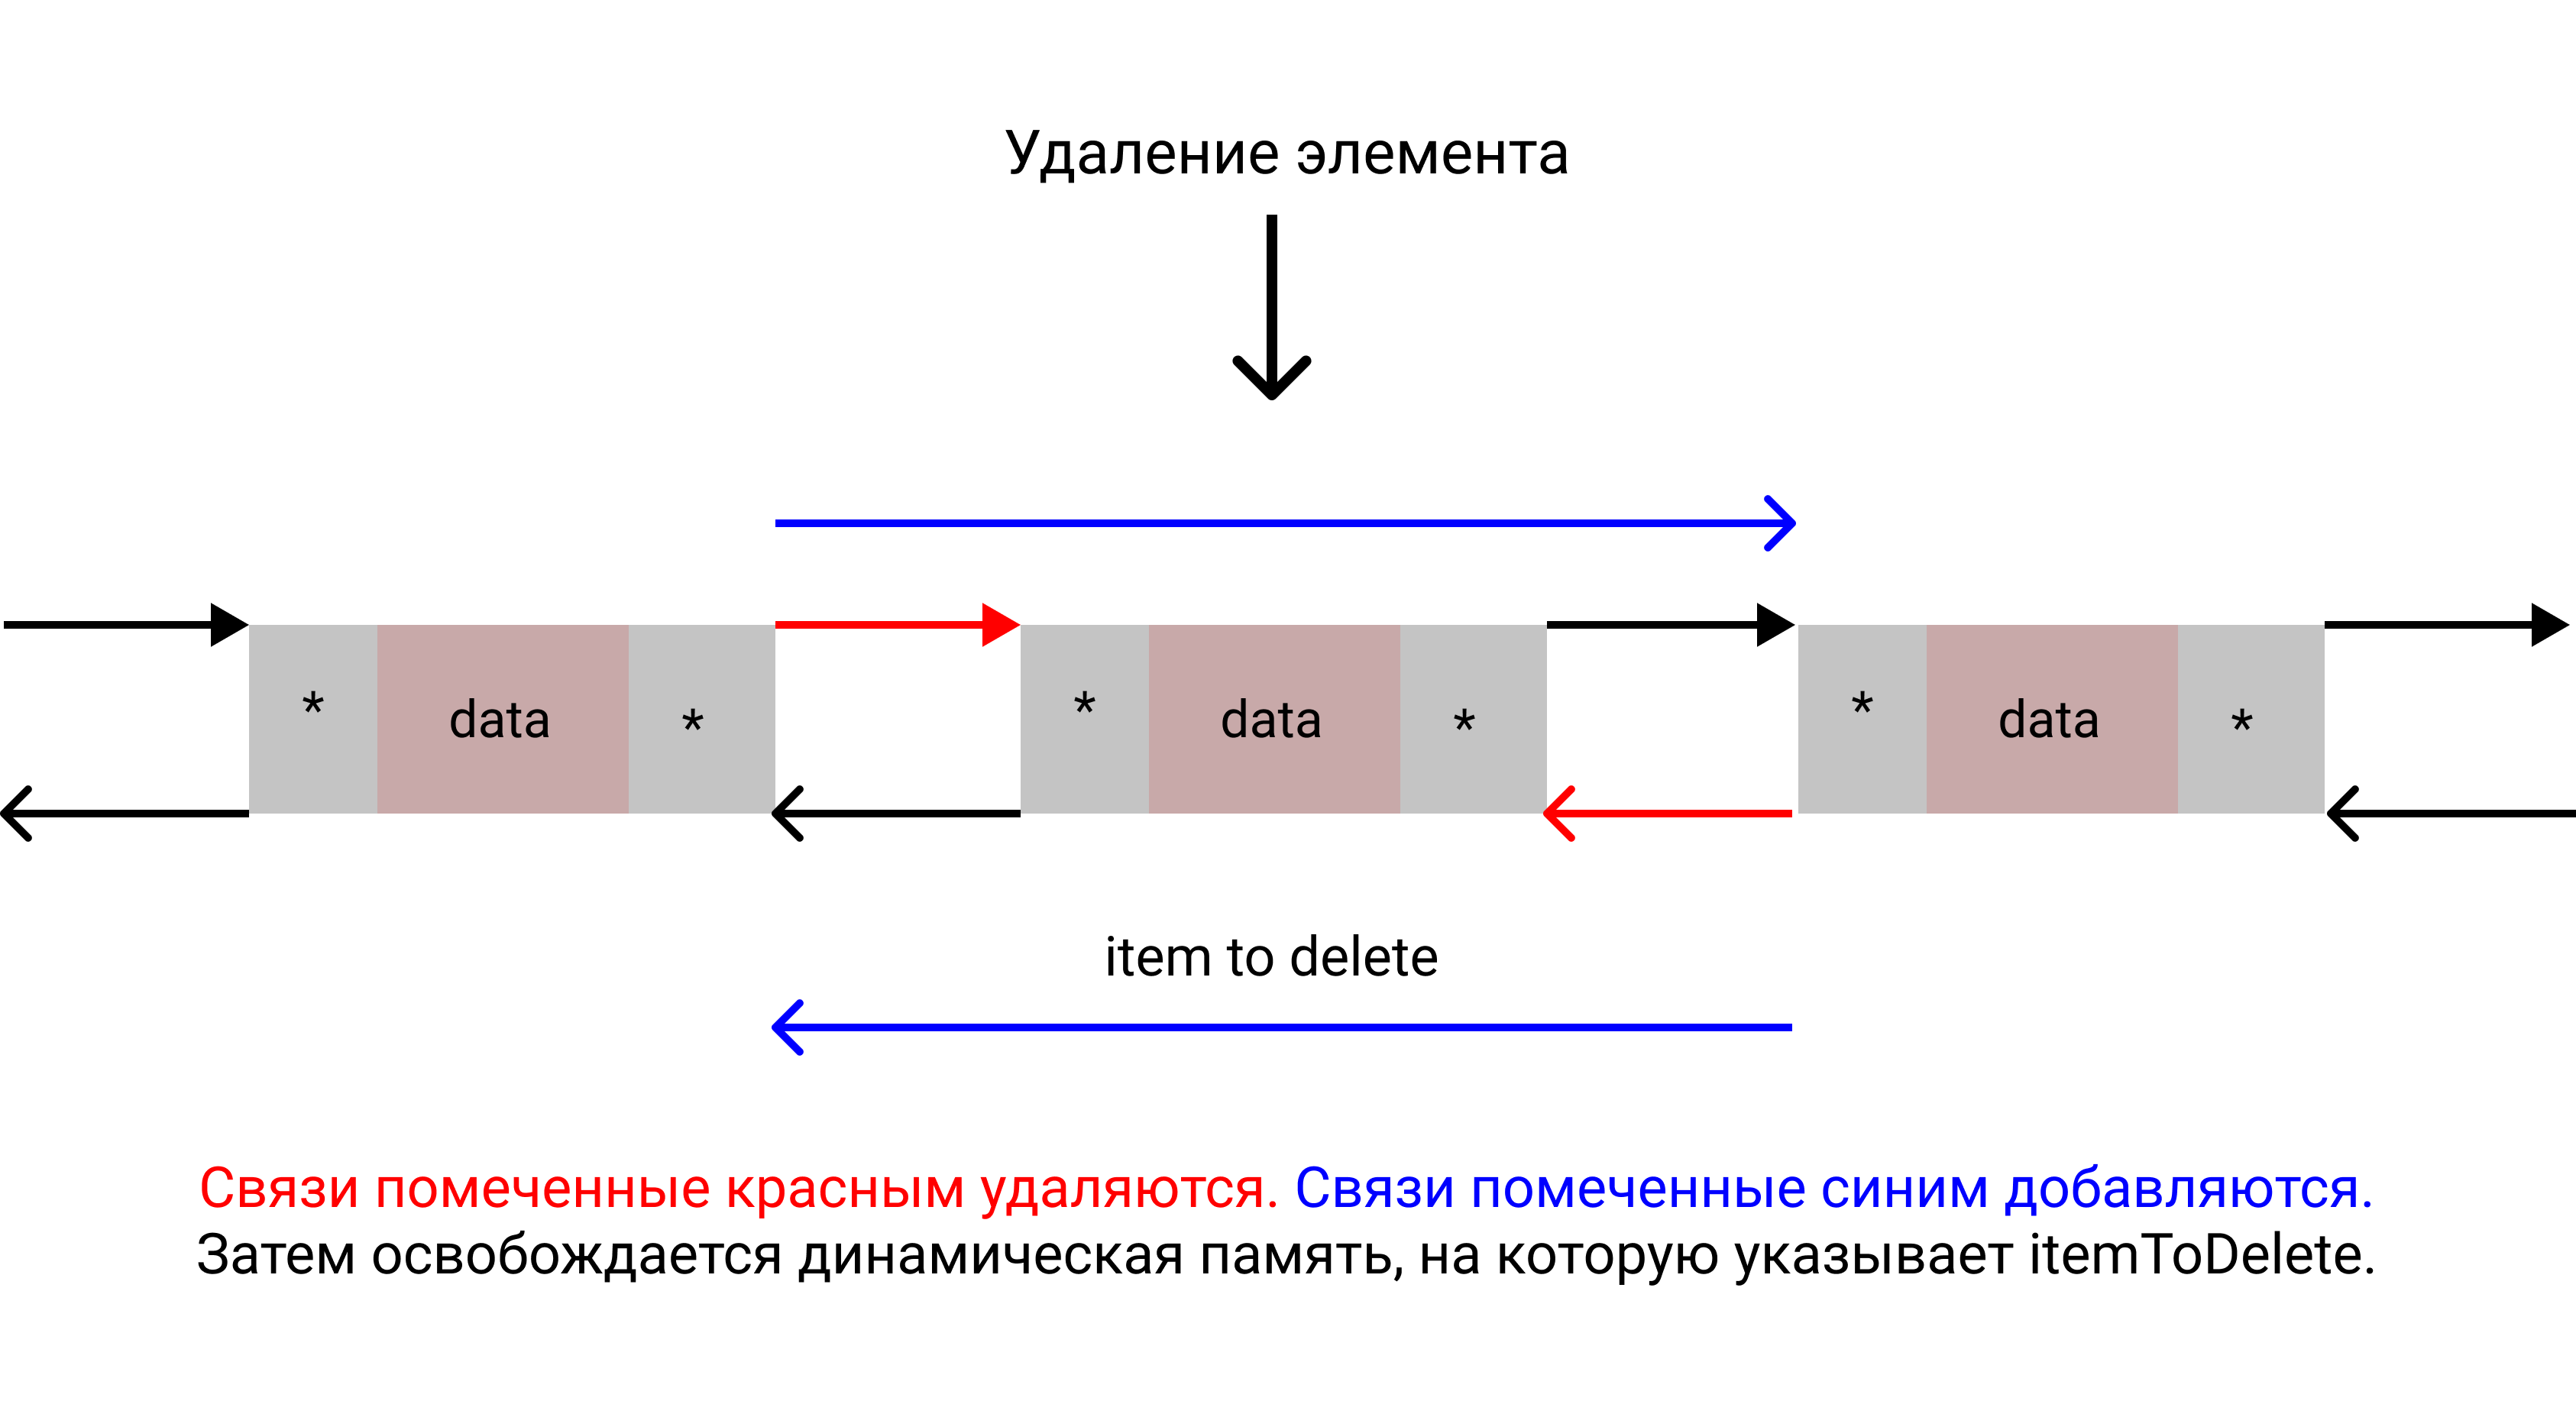 Удаление элемента
* data * * data * * data *
item to delete
Связи помеченные красным удаляются. Связи помеченные синим добавляются.
Затем освобождается динамическая память, на которую указывает itemToDelete.